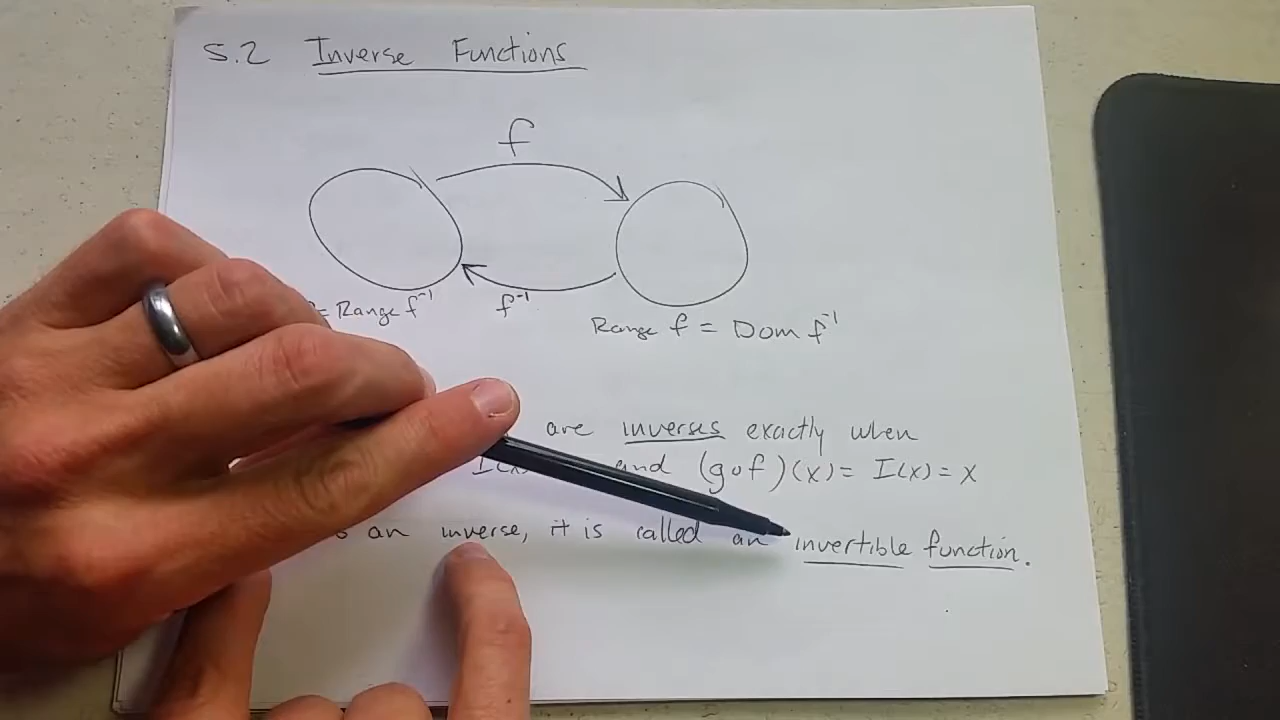 5.2 Inverse Functions
f
f⁻¹
= Range f⁻¹
Range f = Dom f⁻¹
are inverses exactly when
I(x) and (g∘f)(x) = I(x) = x
an inverse, it is called an invertible function.